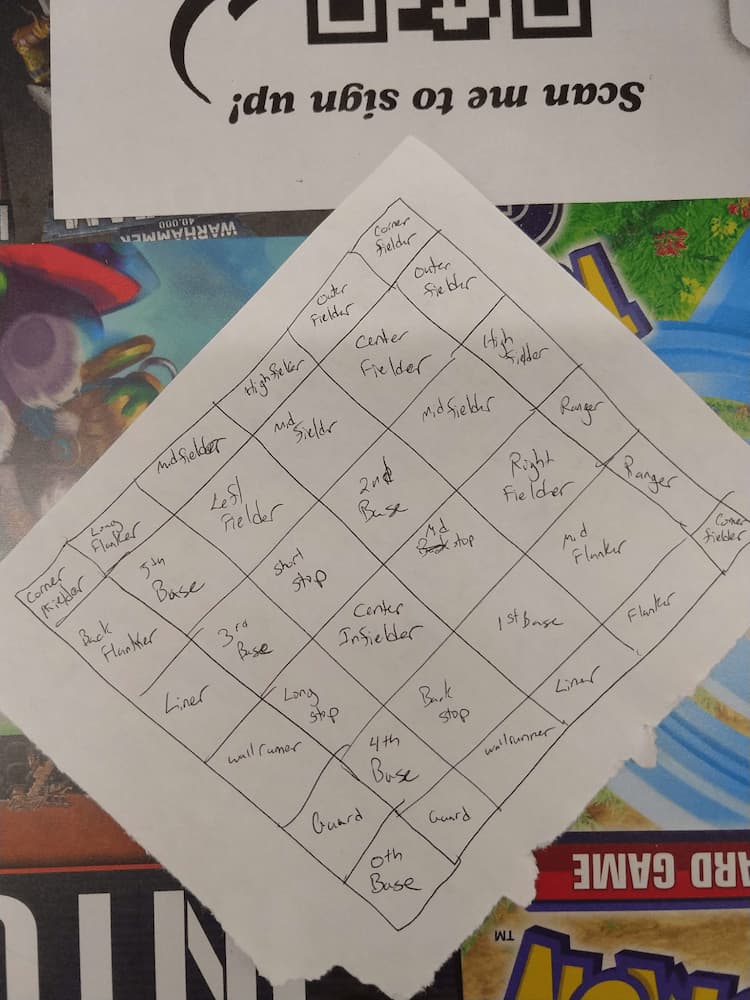 Scan me to sign up!
WARHAMMER
40,000
Corner
Fielder
Outer
Fielder
Outer
Fielder
Center
Fielder
High
Fielder
High fielder
Mid
Fielder
Midfielder
Ranger
Midfielder
Left
Fielder
2nd
Base
Right
Fielder
Ranger
Long
Flanker
5th
Base
Short
stop
Mid
stop
Mid
Flanker
Corner
fielder
Corner
Fielder
Back
Flanker
3rd
Base
Center
Infielder
1st Base
Flanker
Liner
Long
stop
Back
stop
Liner
wallrunner
4th
Base
wallrunner
Guard
Guard
0th
Base
ARD GAME
TM